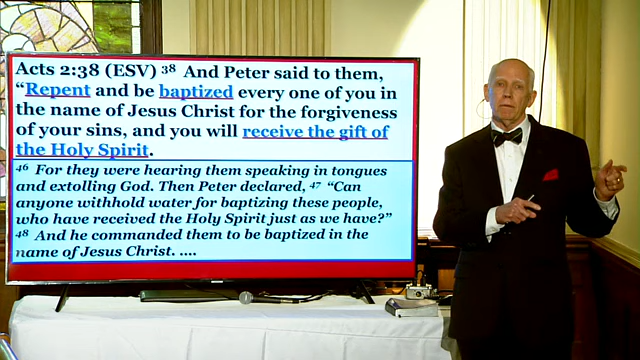 Acts 2:38 (ESV) 38 And Peter said to them,
“Repent and be baptized every one of you in
the name of Jesus Christ for the forgiveness
of your sins, and you will receive the gift of
the Holy Spirit.
46 For they were hearing them speaking in tongues
and extolling God. Then Peter declared, 47 “Can
anyone withhold water for baptizing these people,
who have received the Holy Spirit just as we have?”
48 And he commanded them to be baptized in the
name of Jesus Christ. ....